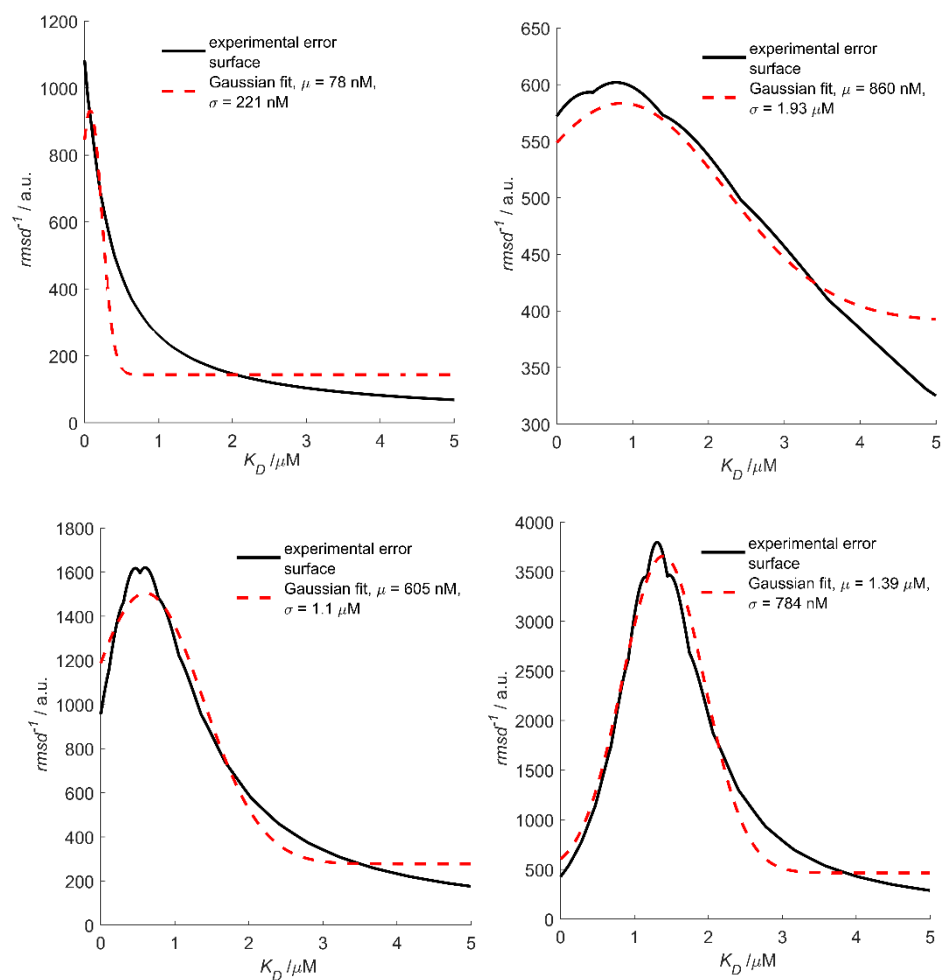 1200
1000
800
600
400
200
0
rmsd⁻¹ / a.u.
experimental error
surface
Gaussian fit, μ = 78 nM,
σ = 221 nM
0 1 2 3 4 5
K_D /μM
650
600
550
500
450
400
350
300
rmsd⁻¹ / a.u.
experimental error
surface
Gaussian fit, μ = 860 nM,
σ = 1.93 μM
0 1 2 3 4 5
K_D /μM
1800
1600
1400
1200
1000
800
600
400
200
0
rmsd⁻¹ / a.u.
experimental error
surface
Gaussian fit, μ = 605 nM,
σ = 1.1 μM
0 1 2 3 4 5
K_D /μM
4000
3500
3000
2500
2000
1500
1000
500
0
rmsd⁻¹ / a.u.
experimental error
surface
Gaussian fit, μ = 1.39 μM,
σ = 784 nM
0 1 2 3 4 5
K_D /μM